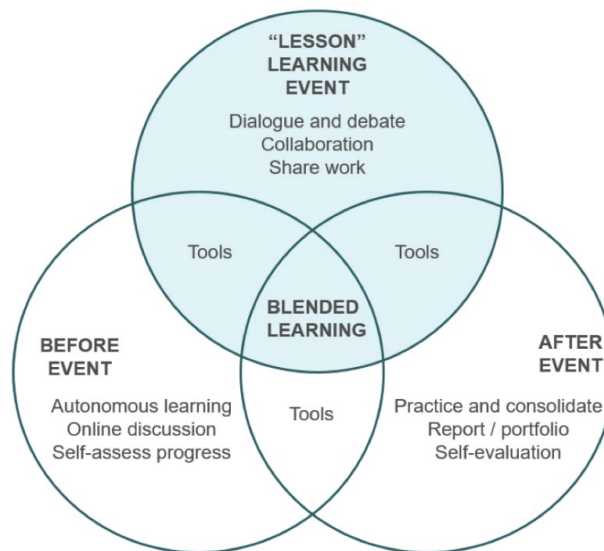 “LESSON”
LEARNING
EVENT
Dialogue and debate
Collaboration
Share work
Tools
Tools
BLENDED
LEARNING
BEFORE
EVENT
Autonomous learning
Online discussion
Self-assess progress
Tools
AFTER
EVENT
Practice and consolidate
Report / portfolio
Self-evaluation